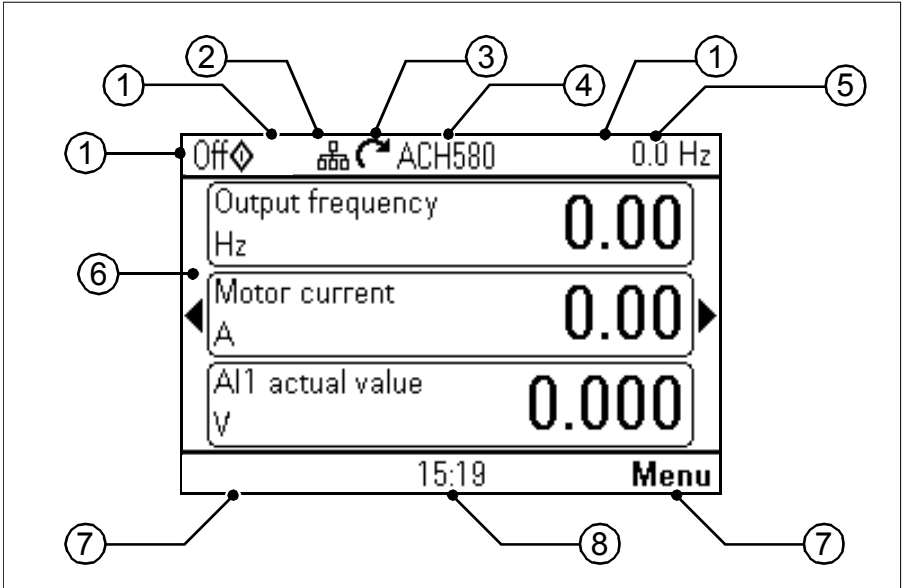 2 3 1
1 4 5
1 Off ACH580 0.0 Hz
Output frequency 0.00
Hz
6
Motor current 0.00
A
AI1 actual value 0.000
V
15:19 Menu
7 8 7